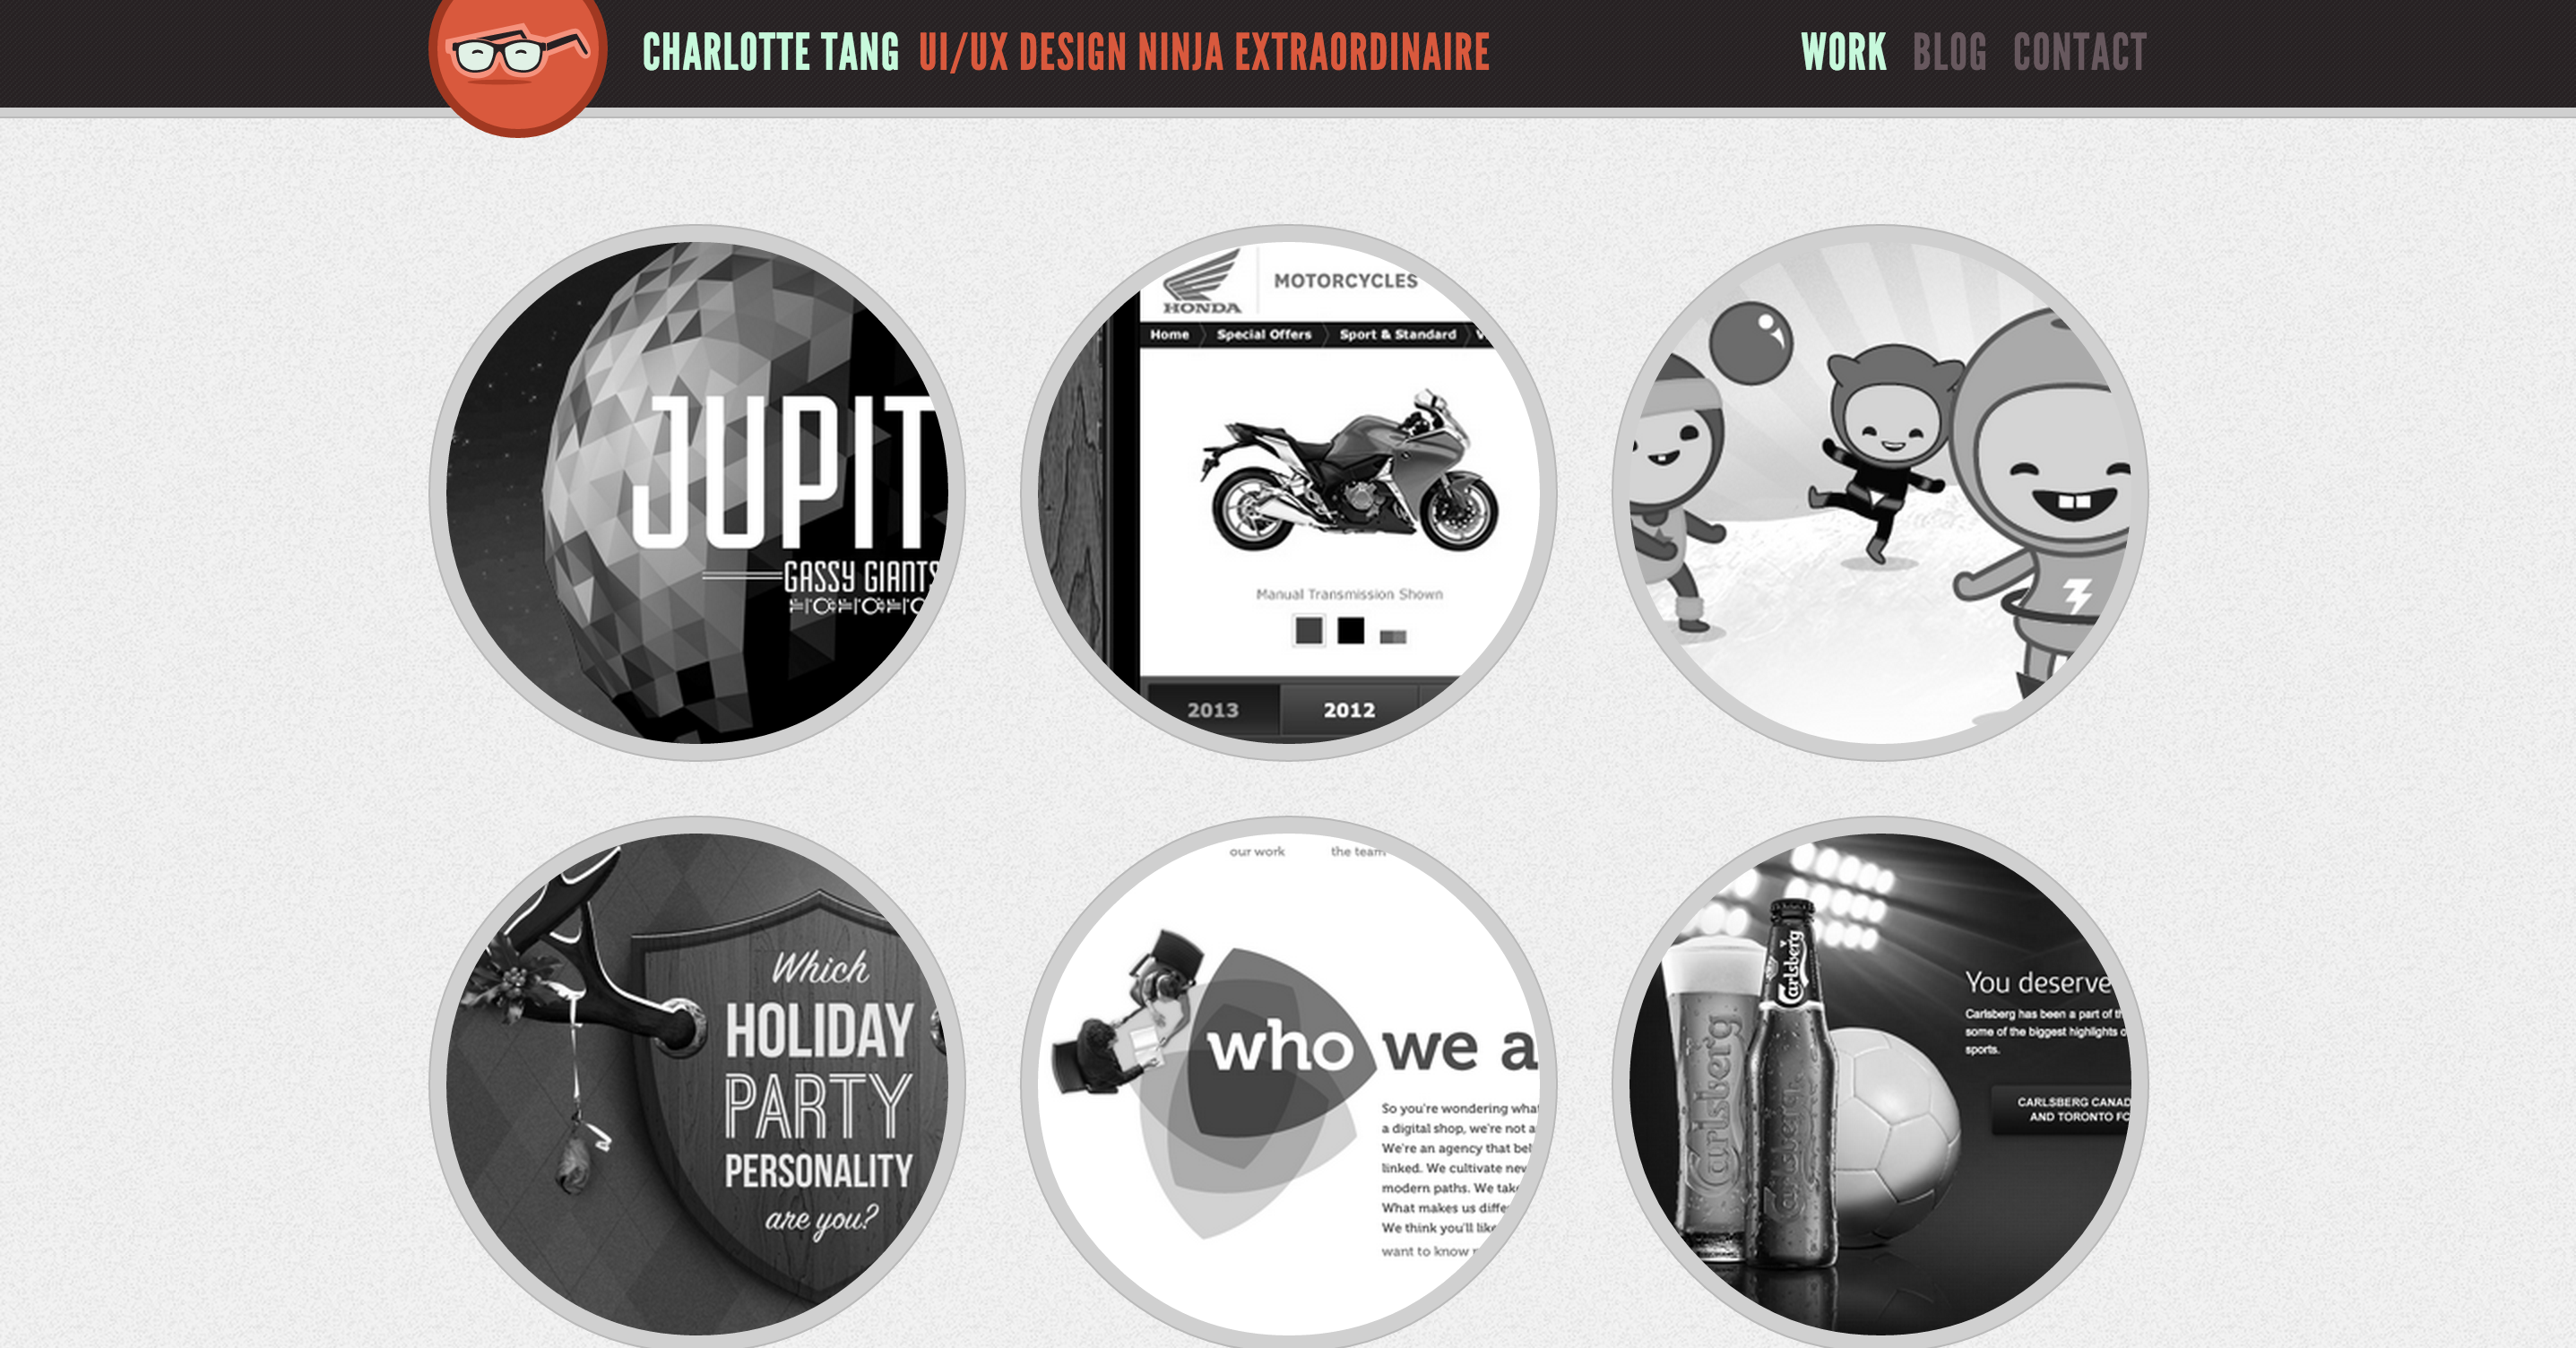 CHARLOTTE TANG UI/UX DESIGN NINJA EXTRAORDINAIRE
WORK BLOG CONTACT
JUPIT
GASSY GIANTS
HONDA
MOTORCYCLES
Home Special Offers Sport & Standard
Manual Transmission Shown
2013 2012
Which
HOLIDAY
PARTY
PERSONALITY
are you?
our work the team
who we a
So you're wondering what
a digital shop, we're not a
We're an agency that bel
linked. We cultivate new
modern paths. We take
What makes us diffe
We think you'll like
want to know
Carlsberg
Carlsberg
Carlsberg
You deserve
Carlsberg has been a part of th
some of the biggest highlights o
sports.
CARLSBERG CANAD
AND TORONTO FC